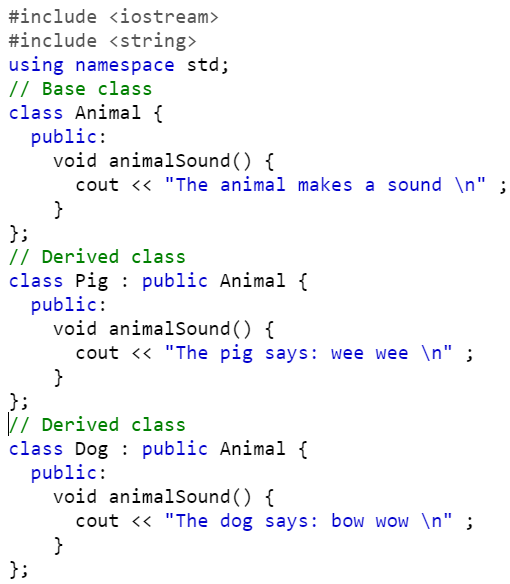 #include <iostream>
#include <string>
using namespace std;
// Base class
class Animal {
  public:
    void animalSound() {
      cout << "The animal makes a sound \n" ;
    }
};
// Derived class
class Pig : public Animal {
  public:
    void animalSound() {
      cout << "The pig says: wee wee \n" ;
    }
};
// Derived class
class Dog : public Animal {
  public:
    void animalSound() {
      cout << "The dog says: bow wow \n" ;
    }
};